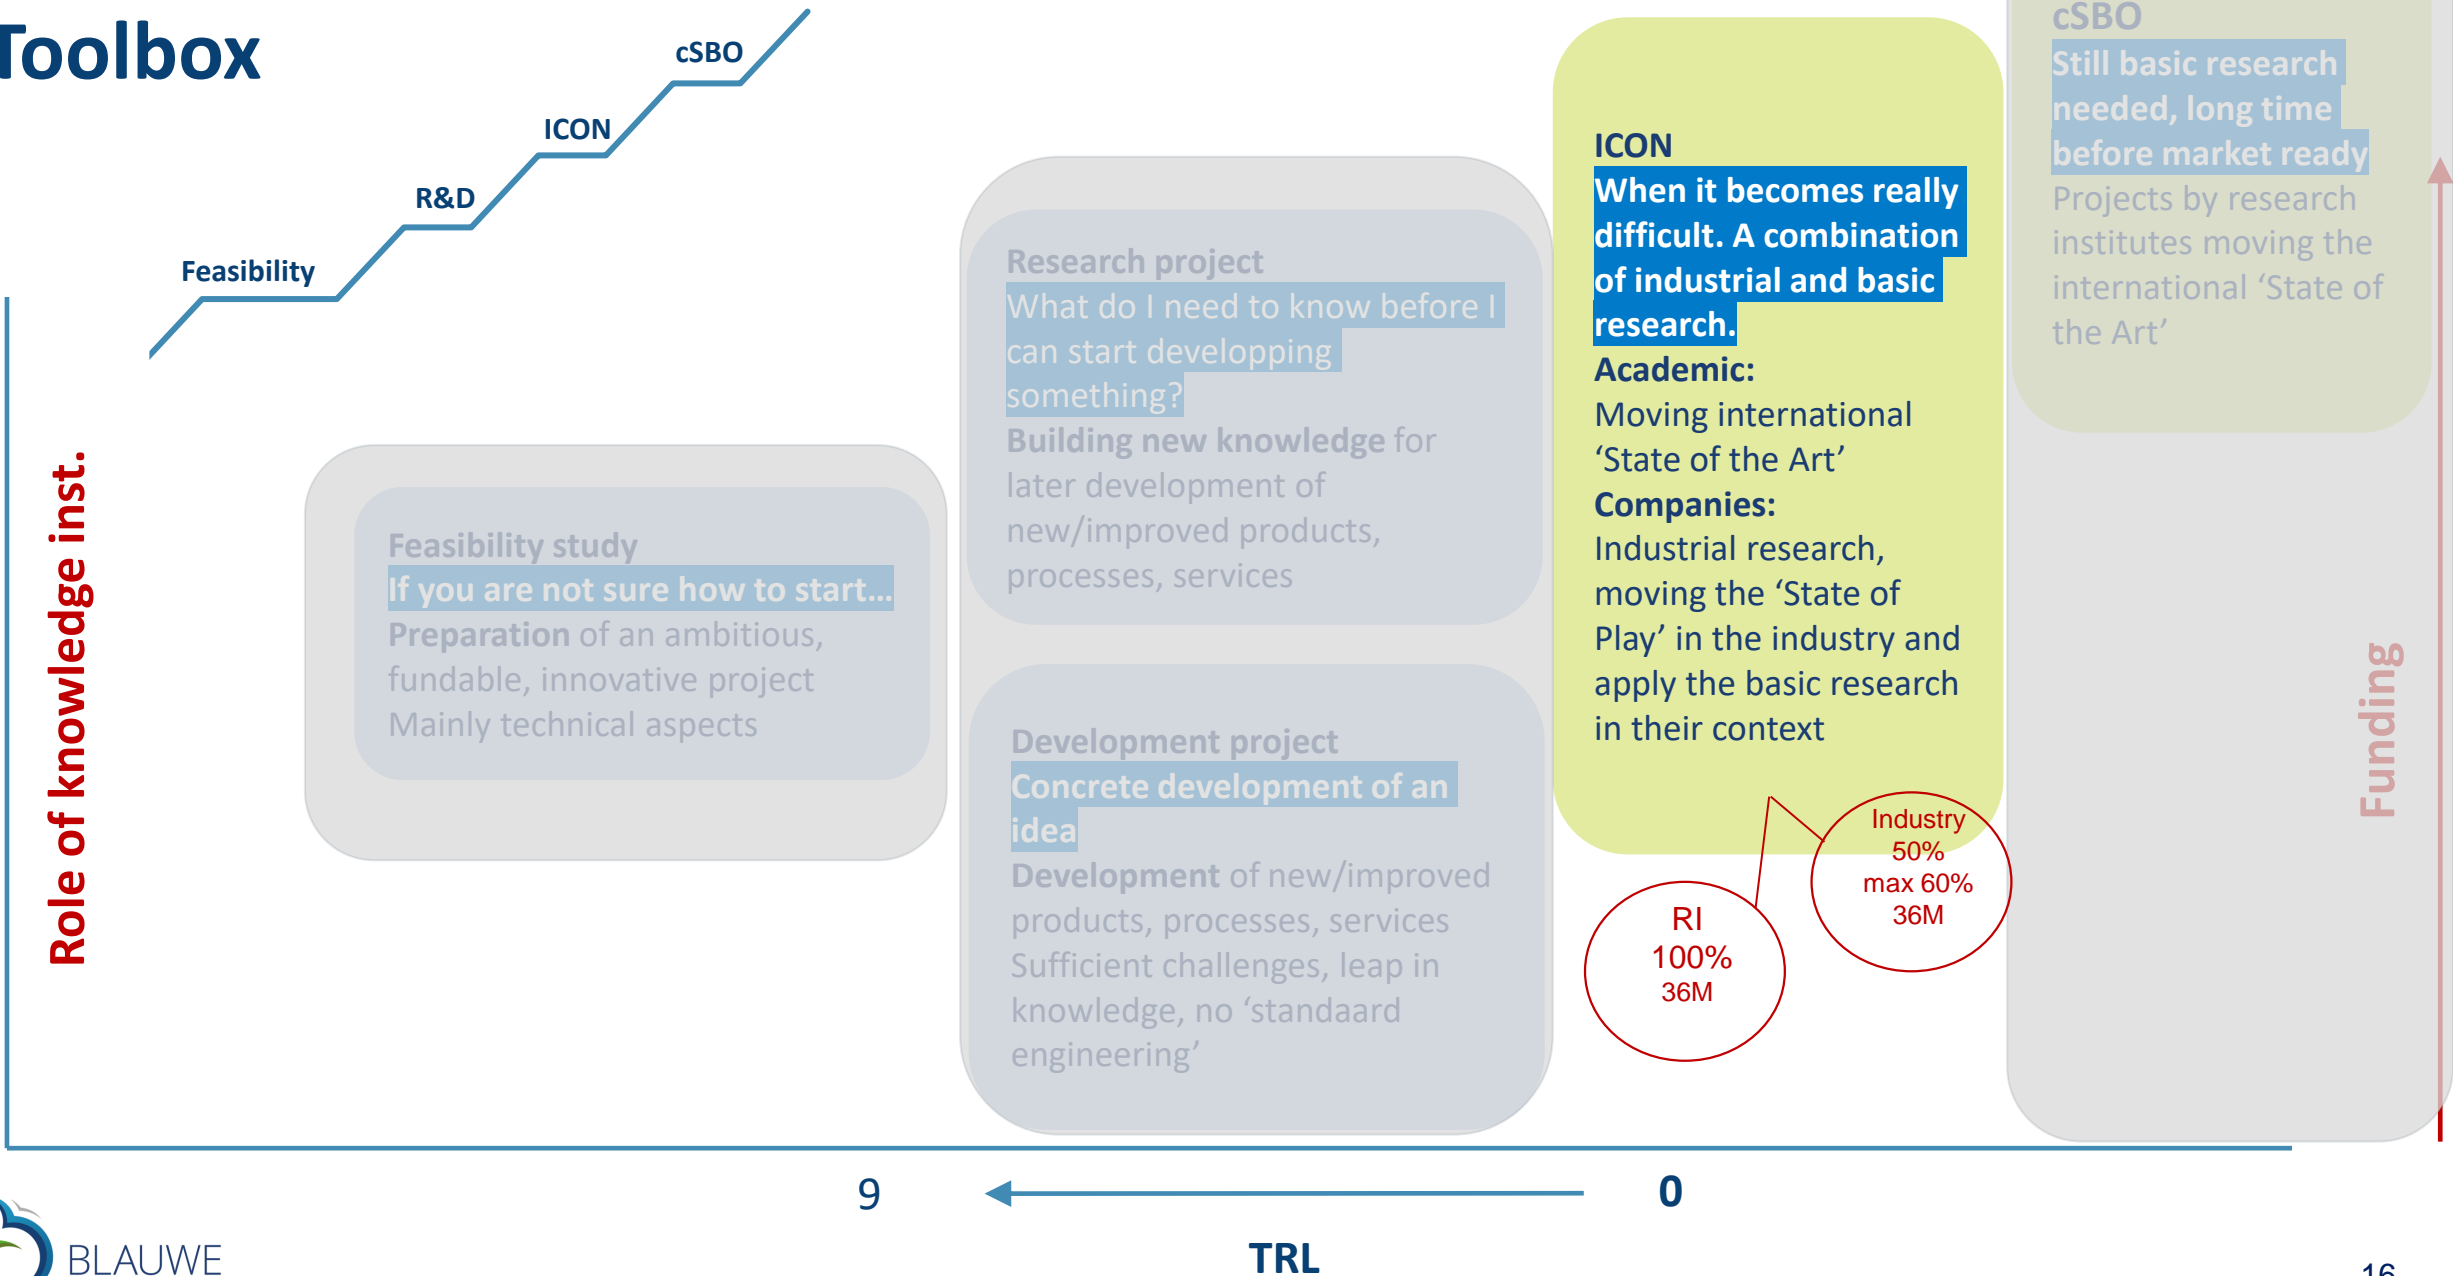 Toolbox
cSBO
ICON
R&D
Feasibility
Role of knowledge inst.
Feasibility study
If you are not sure how to start...
Preparation of an ambitious,
fundable, innovative project
Mainly technical aspects
Research project
What do I need to know before I
can start developping
something?
Building new knowledge for
later development of
new/improved products,
processes, services
Development project
Concrete development of an
idea
Development of new/improved
products, processes, services
Sufficient challenges, leap in
knowledge, no ‘standaard
engineering’
ICON
When it becomes really
difficult. A combination
of industrial and basic
research.
Academic:
Moving international
‘State of the Art’
Companies:
Industrial research,
moving the ‘State of
Play’ in the industry and
apply the basic research
in their context
RI
100%
36M
Industry
50%
max 60%
36M
cSBO
Still basic research
needed, long time
before market ready
Projects by research
institutes moving the
international ‘State of
the Art’
Funding
9
0
TRL
BLAUWE
16